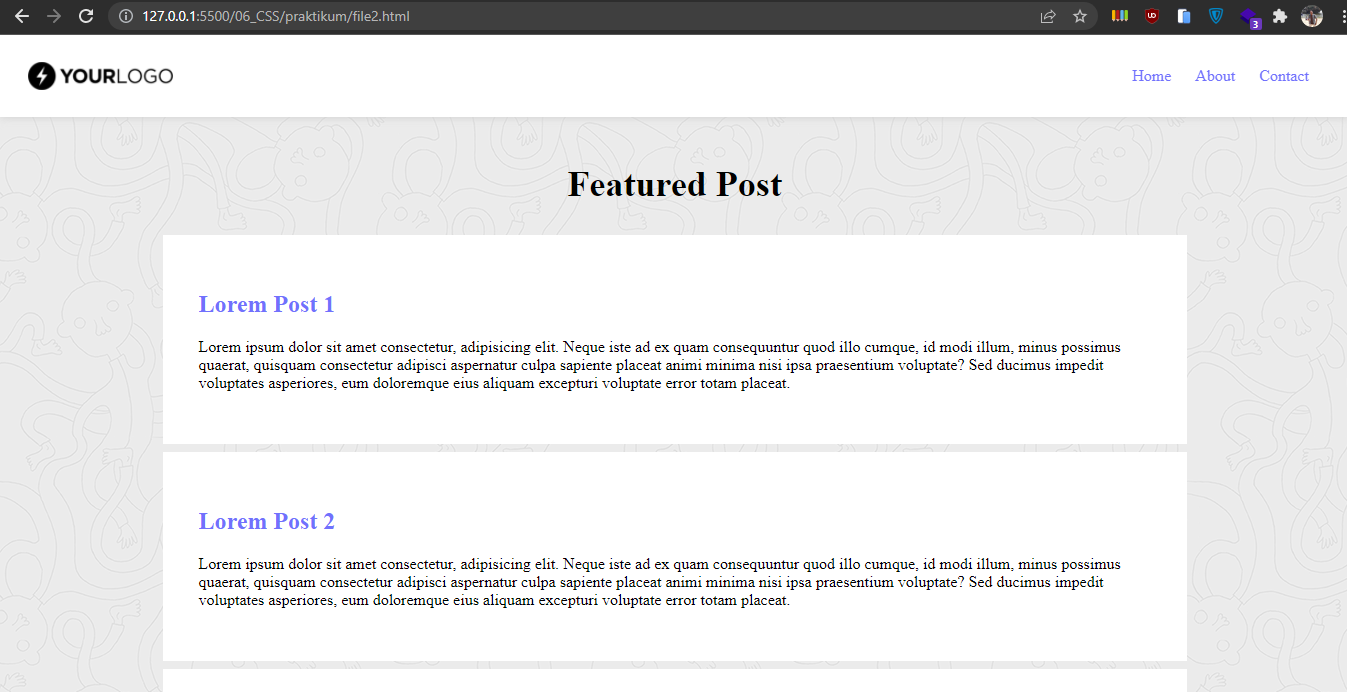 127.0.0.1:5500/06_CSS/praktikum/file2.html
UD
3
YOURLOGO
Home About Contact
Featured Post
Lorem Post 1
Lorem ipsum dolor sit amet consectetur, adipisicing elit. Neque iste ad ex quam consequuntur quod illo cumque, id modi illum, minus possimus
quaerat, quisquam consectetur adipisci aspernatur culpa sapiente placeat animi minima nisi ipsa praesentium voluptate? Sed ducimus impedit
voluptates asperiores, eum doloremque eius aliquam excepturi voluptate error totam placeat.
Lorem Post 2
Lorem ipsum dolor sit amet consectetur, adipisicing elit. Neque iste ad ex quam consequuntur quod illo cumque, id modi illum, minus possimus
quaerat, quisquam consectetur adipisci aspernatur culpa sapiente placeat animi minima nisi ipsa praesentium voluptate? Sed ducimus impedit
voluptates asperiores, eum doloremque eius aliquam excepturi voluptate error totam placeat.